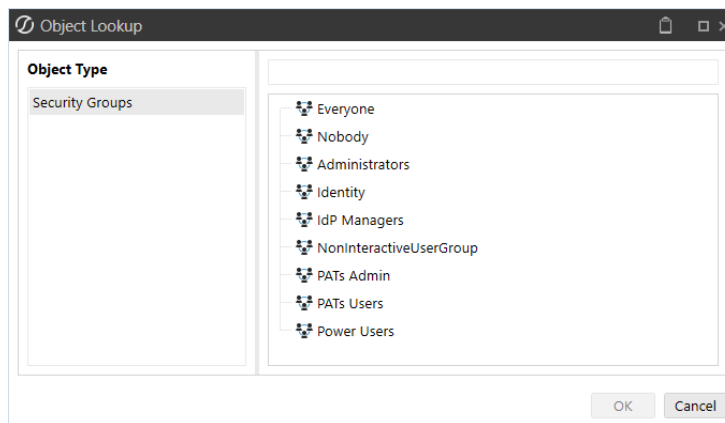 Object Lookup
Object Type
Security Groups
Everyone
Nobody
Administrators
Identity
IdP Managers
NonInteractiveUserGroup
PATs Admin
PATs Users
Power Users
OK
Cancel